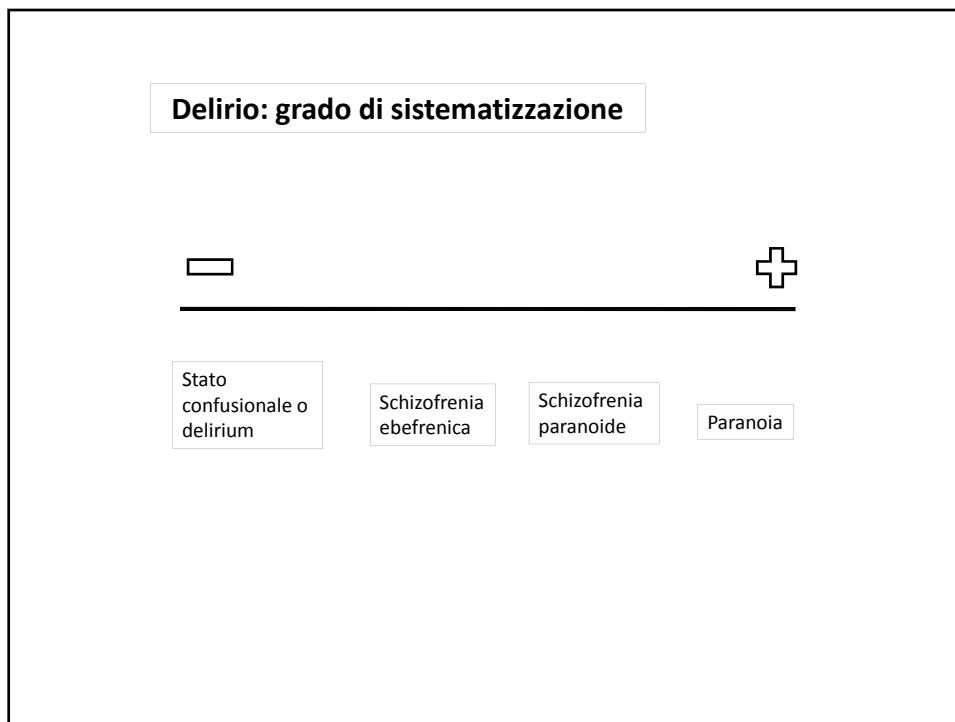 Delirio: grado di sistematizzazione
Stato
confusionale o
delirium
Schizofrenia
ebefrenica
Schizofrenia
paranoide
Paranoia